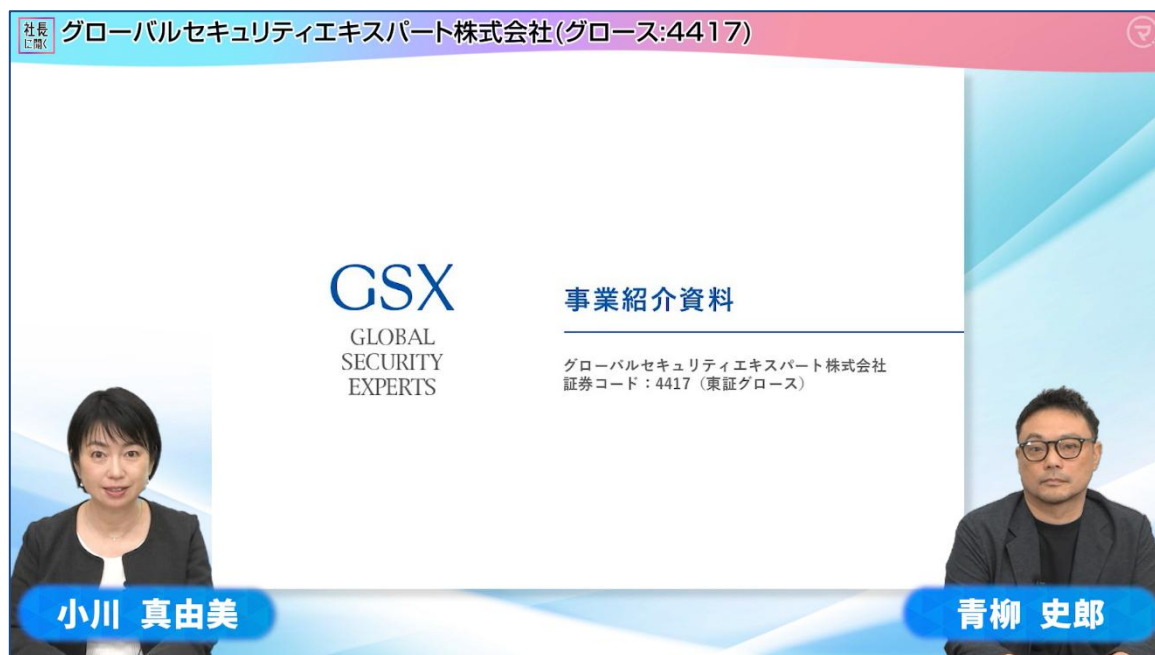 社長に聞く
グローバルセキュリティエキスパート株式会社(グロース:4417)
GSX
GLOBAL
SECURITY
EXPERTS
事業紹介資料
グローバルセキュリティエキスパート株式会社
証券コード：4417（東証グロース）
小川 真由美
青柳 史郎